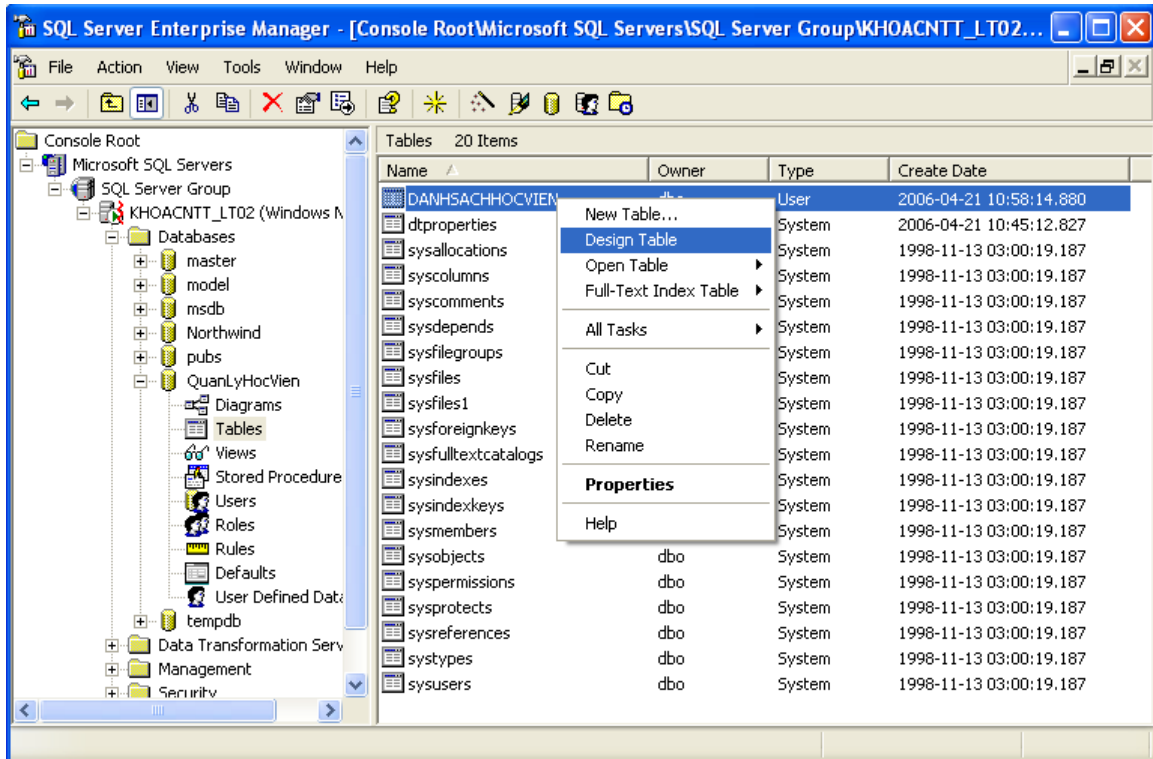 SQL Server Enterprise Manager - [Console Root\Microsoft SQL Servers\SQL Server Group\KHOACNTT_LT02...
File Action View Tools Window Help
Console Root
Microsoft SQL Servers
SQL Server Group
KHOACNTT_LT02 (Windows N
Databases
master
model
msdb
Northwind
pubs
QuanLyHocVien
Diagrams
Tables
Views
Stored Procedure
Users
Roles
Rules
Defaults
User Defined Data
tempdb
Data Transformation Serv
Management
Security
Tables 20 Items
Name Owner Type Create Date
DANHSACHHOCVIEN dbo User 2006-04-21 10:58:14.880
dtproperties System 2006-04-21 10:45:12.827
sysallocations System 1998-11-13 03:00:19.187
syscolumns System 1998-11-13 03:00:19.187
syscomments System 1998-11-13 03:00:19.187
sysdepends System 1998-11-13 03:00:19.187
sysfilegroups System 1998-11-13 03:00:19.187
sysfiles System 1998-11-13 03:00:19.187
sysfiles1 System 1998-11-13 03:00:19.187
sysforeignkeys System 1998-11-13 03:00:19.187
sysfulltextcatalogs System 1998-11-13 03:00:19.187
sysindexes System 1998-11-13 03:00:19.187
sysindexkeys System 1998-11-13 03:00:19.187
sysmembers System 1998-11-13 03:00:19.187
sysobjects dbo System 1998-11-13 03:00:19.187
syspermissions dbo System 1998-11-13 03:00:19.187
sysprotects dbo System 1998-11-13 03:00:19.187
sysreferences dbo System 1998-11-13 03:00:19.187
systypes dbo System 1998-11-13 03:00:19.187
sysusers dbo System 1998-11-13 03:00:19.187
New Table...
Design Table
Open Table
Full-Text Index Table
All Tasks
Cut
Copy
Delete
Rename
Properties
Help